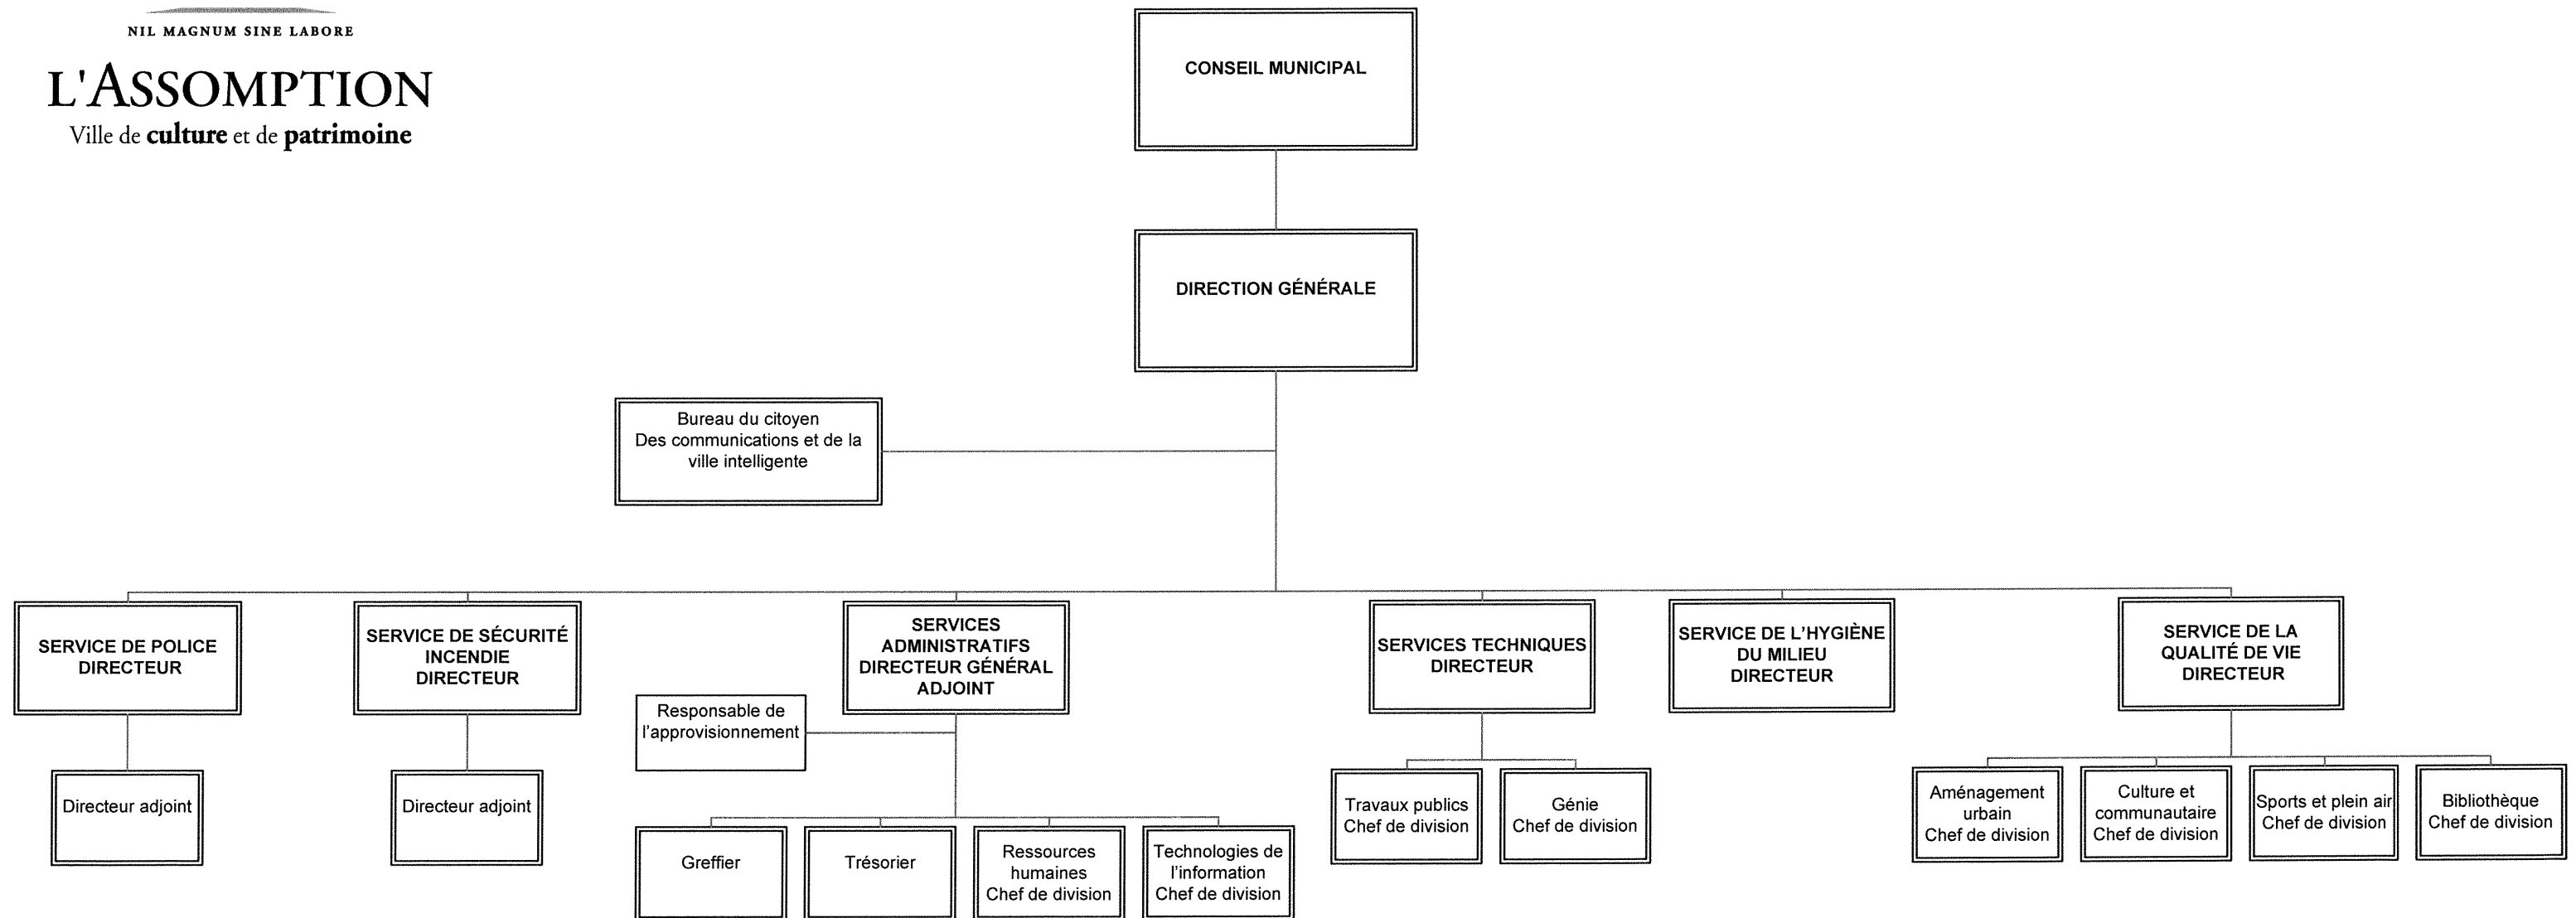 NIL MAGNUM SINE LABORE
L'ASSOMPTION
Ville de culture et de patrimoine
CONSEIL MUNICIPAL
DIRECTION GÉNÉRALE
Bureau du citoyen
Des communications et de la
ville intelligente
SERVICE DE POLICE
DIRECTEUR
SERVICE DE SÉCURITÉ
INCENDIE
DIRECTEUR
SERVICES
ADMINISTRATIFS
DIRECTEUR GÉNÉRAL
ADJOINT
SERVICES TECHNIQUES
DIRECTEUR
SERVICE DE L'HYGIÈNE
DU MILIEU
DIRECTEUR
SERVICE DE LA
QUALITÉ DE VIE
DIRECTEUR
Responsable de
l'approvisionnement
Directeur adjoint
Directeur adjoint
Greffier
Trésorier
Ressources
humaines
Chef de division
Technologies de
l'information
Chef de division
Travaux publics
Chef de division
Génie
Chef de division
Aménagement
urbain
Chef de division
Culture et
communautaire
Chef de division
Sports et plein air
Chef de division
Bibliothèque
Chef de division